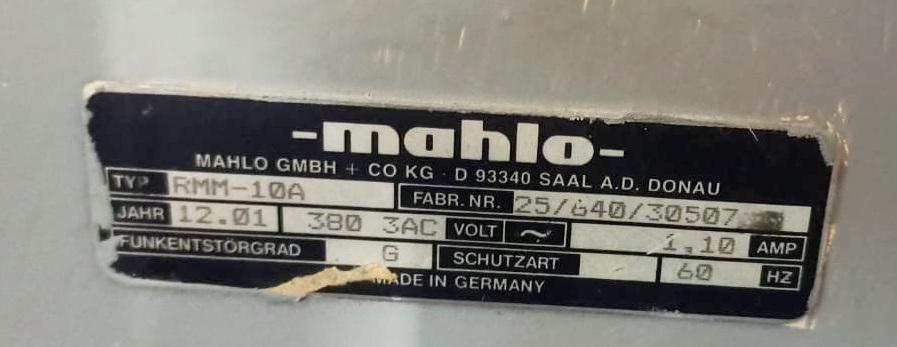 -mahlo-
MAHLO GMBH + CO KG · D 93340 SAAL A.D. DONAU
TYP RMM-10A FABR. NR. 25/640/30507
JAHR 12.01 380 3AC VOLT ~ 1.10 AMP
FUNKENTSTÖRGRAD G SCHUTZART 60 HZ
MADE IN GERMANY